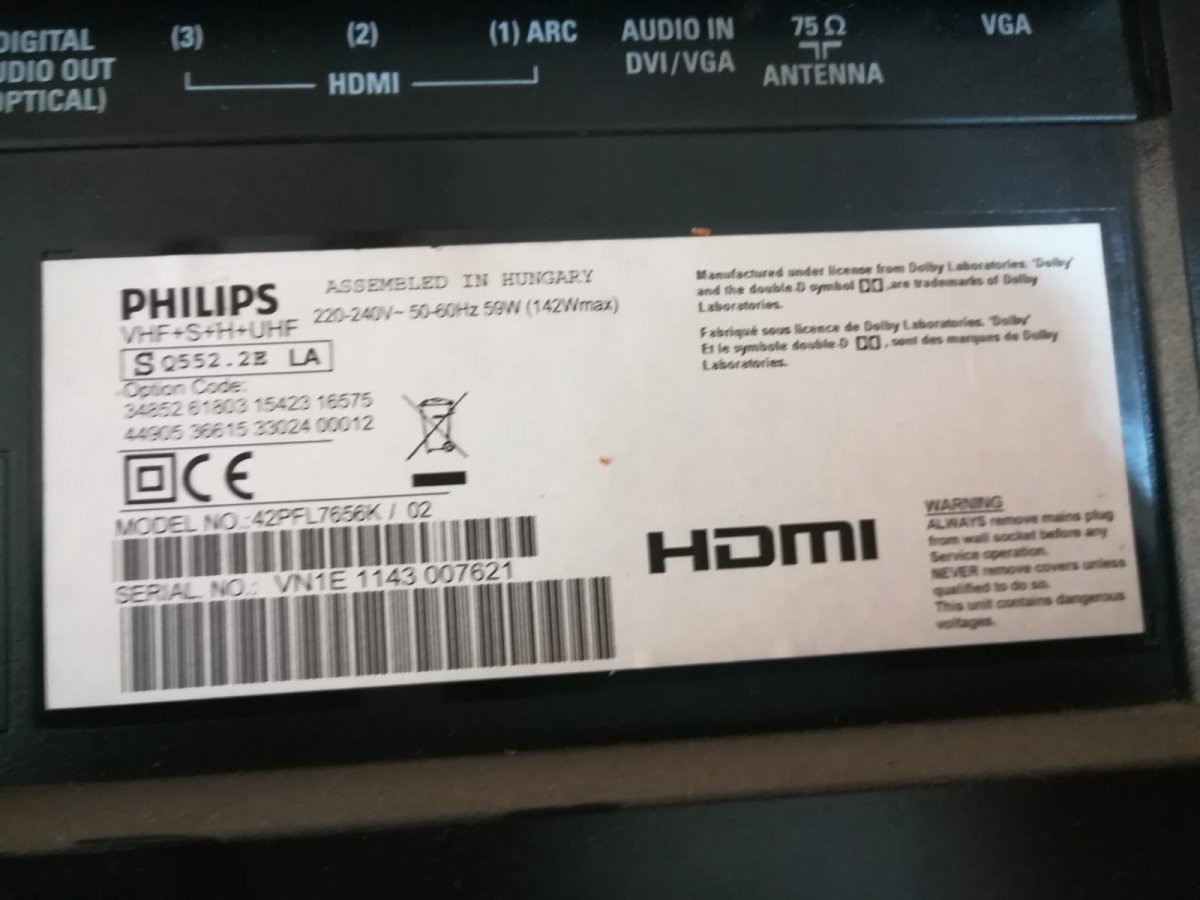 DIGITAL
AUDIO OUT
(OPTICAL)
(3) (2) (1) ARC
HDMI
AUDIO IN
DVI/VGA
75 Ω
ANTENNA
VGA
PHILIPS
ASSEMBLED IN HUNGARY
VHF+S+H+UHF
220-240V~ 50-60Hz 59W (142Wmax)
S Q552.2E LA
Option Code:
34852 61803 15423 16575
44905 36615 33024 00012
CE
MODEL NO.:42PFL7656K / 02
SERIAL. NO.: VN1E 1143 007621
Manufactured under license from Dolby Laboratories. 'Dolby'
and the double-D symbol ,are trademarks of Dolby
Laboratories.
Fabriqué sous licence de Dolby Laboratories. 'Dolby'
Et le symbole double-D , sont des marques de Dolby
Laboratories.
HDMI
WARNING
ALWAYS remove mains plug
from wall socket before any
Service operation.
NEVER remove covers unless
qualified to do so.
This unit contains dangerous
voltages.